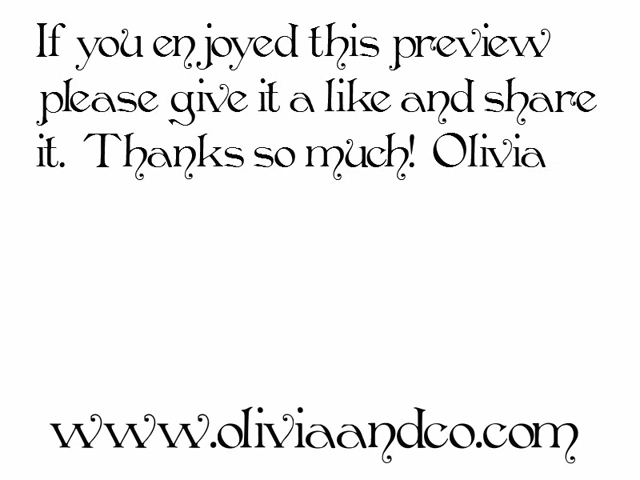 If you enjoyed this preview
please give it a like and share
it. Thanks so much! Olivia
www.oliviaandco.com